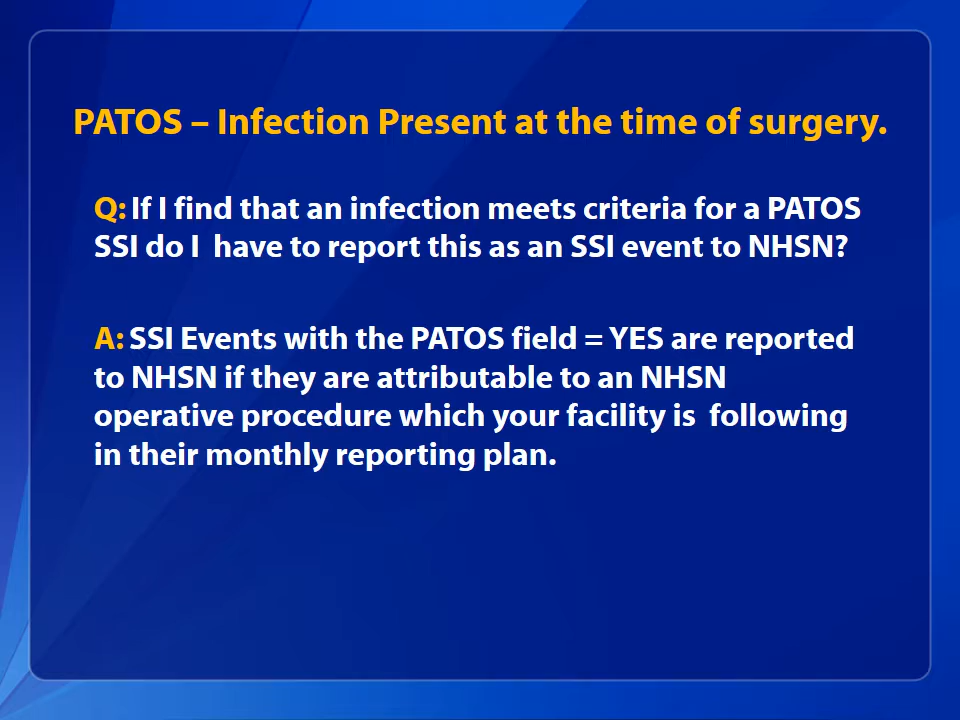 PATOS – Infection Present at the time of surgery.
Q: If I find that an infection meets criteria for a PATOS
SSI do I  have to report this as an SSI event to NHSN?
A: SSI Events with the PATOS field = YES are reported
to NHSN if they are attributable to an NHSN
operative procedure which your facility is  following
in their monthly reporting plan.